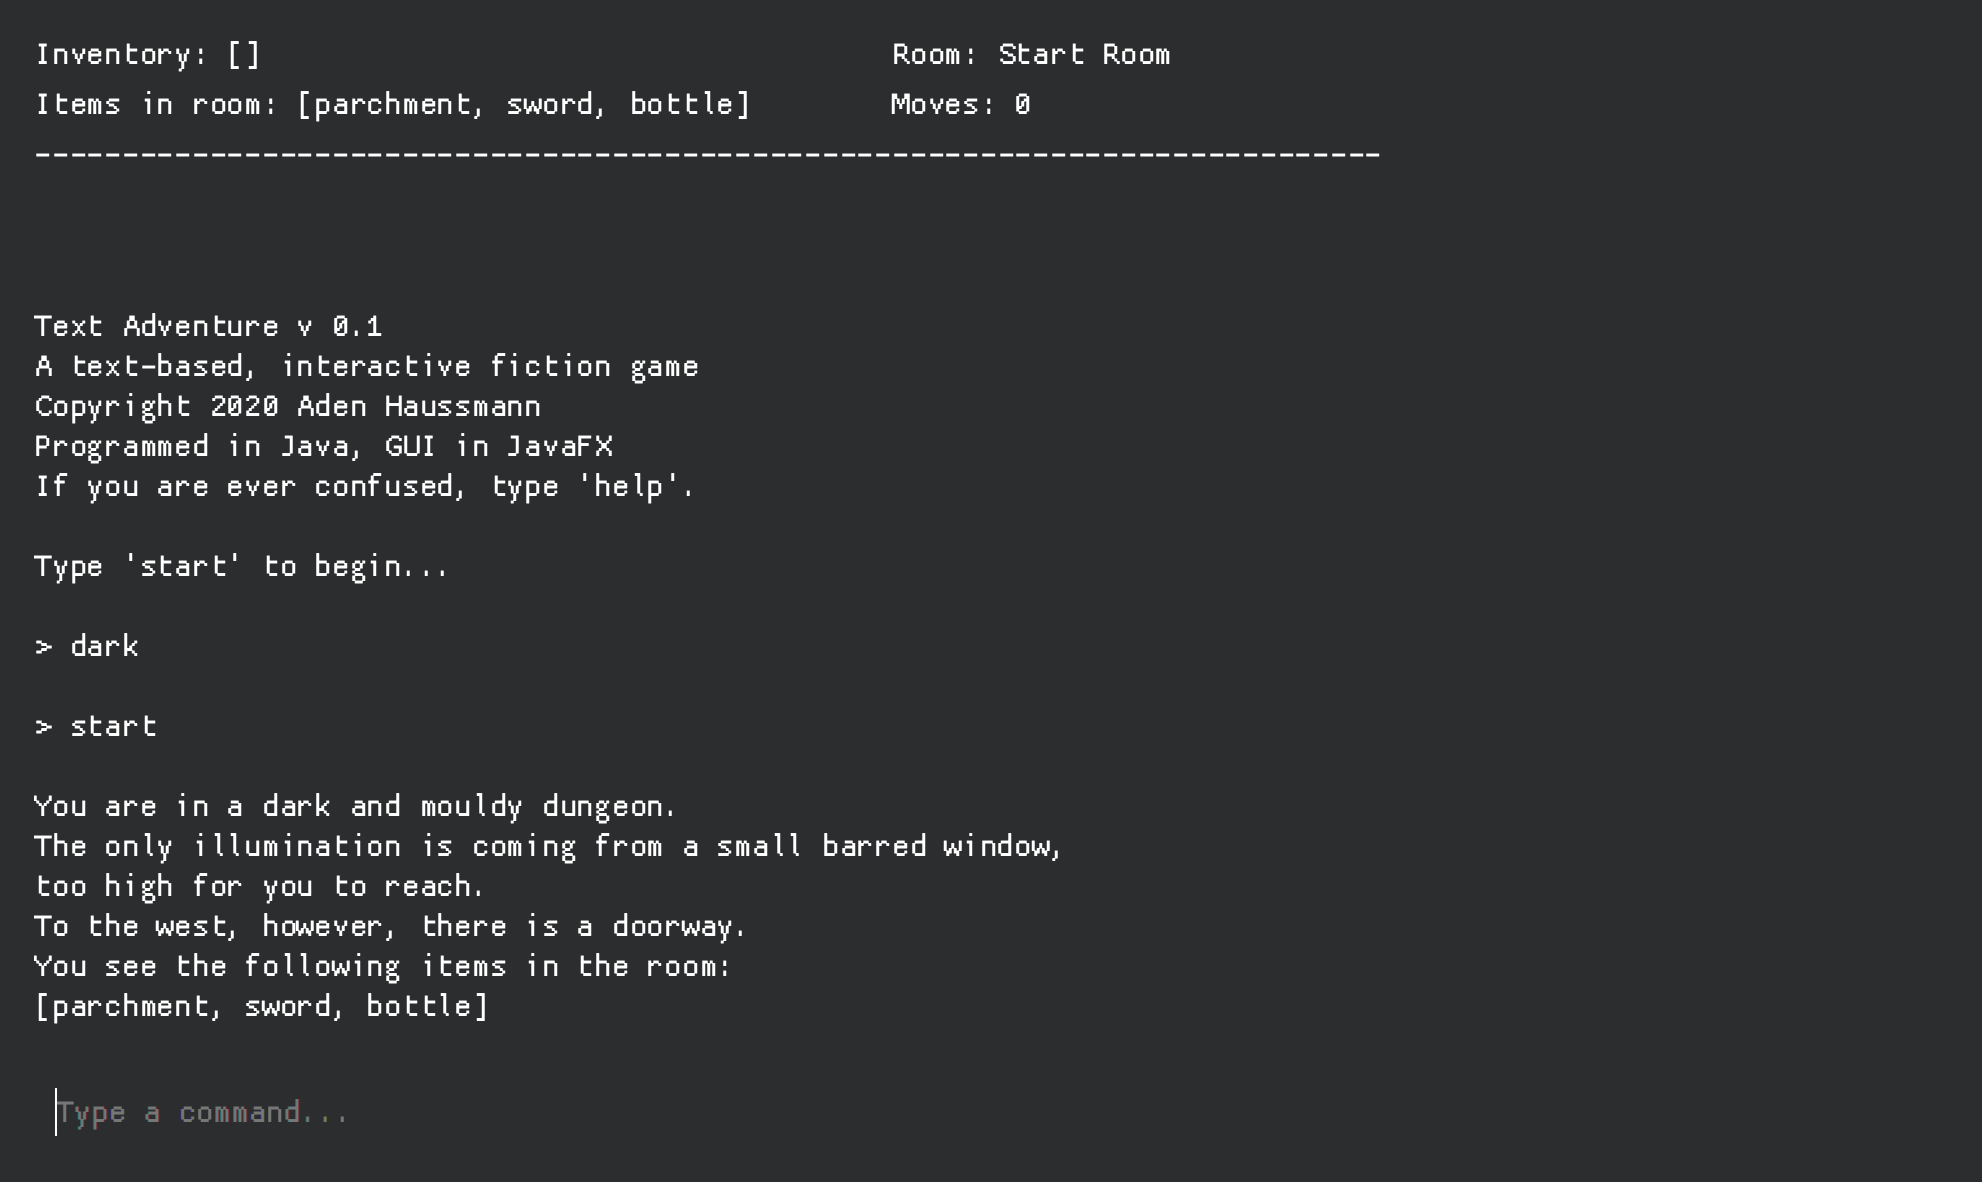 Inventory: [] Room: Start Room
Items in room: [parchment, sword, bottle] Moves: 0
-----------------------------------------------------------------------------
Text Adventure v 0.1
A text-based, interactive fiction game
Copyright 2020 Aden Haussmann
Programmed in Java, GUI in JavaFX
If you are ever confused, type 'help'.
Type 'start' to begin...
> dark
> start
You are in a dark and mouldy dungeon.
The only illumination is coming from a small barred window,
too high for you to reach.
To the west, however, there is a doorway.
You see the following items in the room:
[parchment, sword, bottle]
Type a command...